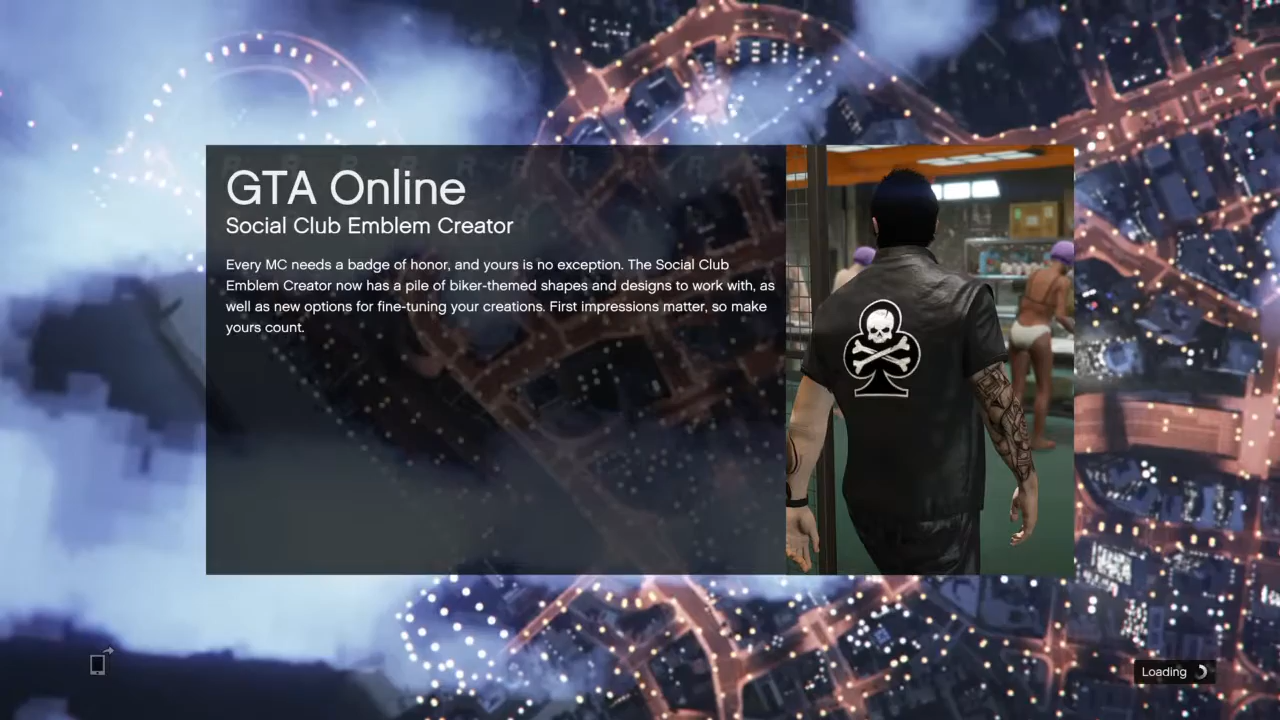 GTA Online
Social Club Emblem Creator
Every MC needs a badge of honor, and yours is no exception. The Social Club
Emblem Creator now has a pile of biker-themed shapes and designs to work with, as
well as new options for fine-tuning your creations. First impressions matter, so make
yours count.
Loading